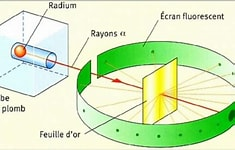 Radium
Écran fluorescent
Rayons α
be
plomb
Feuille d'or